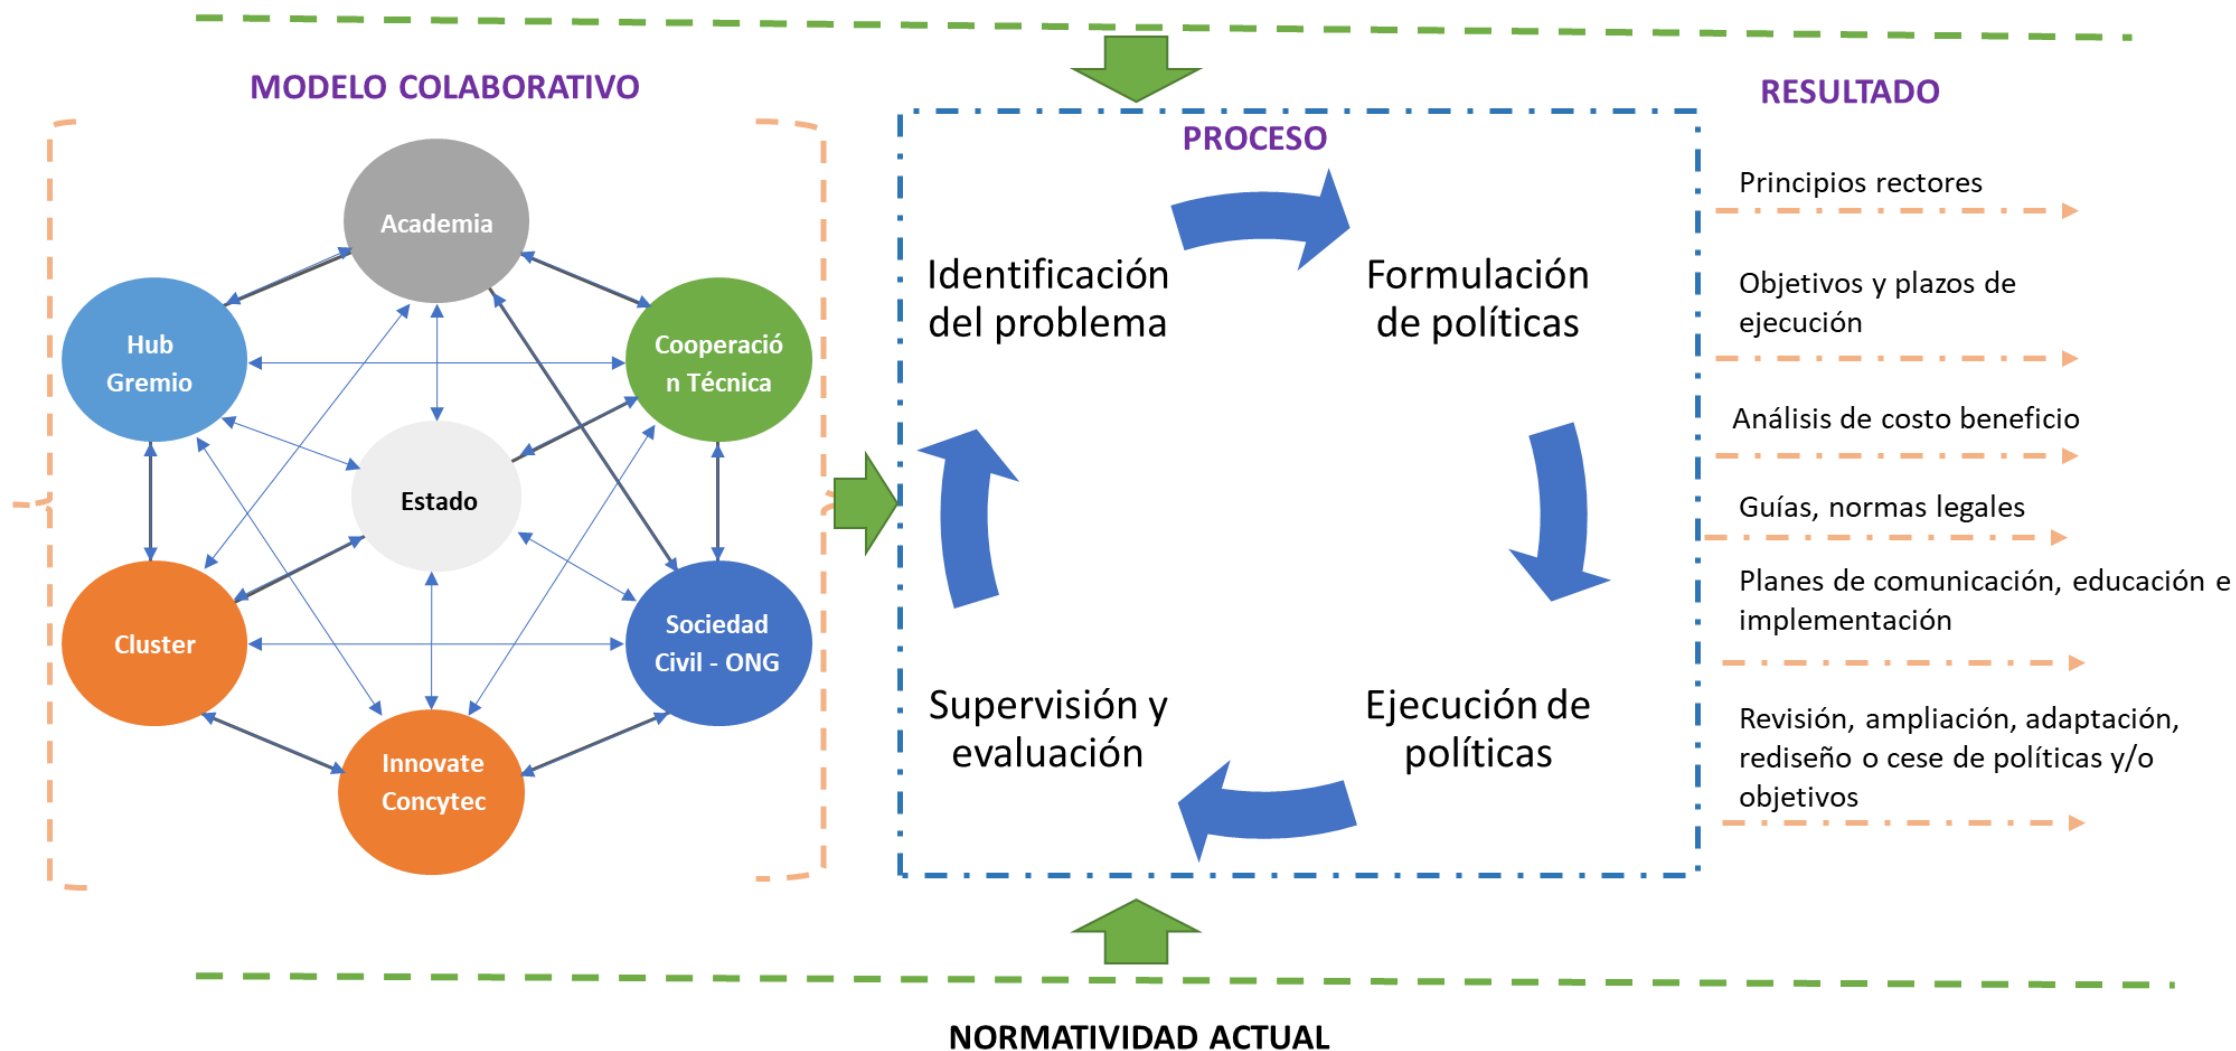 MODELO COLABORATIVO
Academia
Hub
Gremio
Cooperació
n Técnica
Estado
Cluster
Sociedad
Civil - ONG
Innovate
Concytec
PROCESO
Identificación
del problema
Formulación
de políticas
Supervisión y
evaluación
Ejecución de
políticas
RESULTADO
Principios rectores
Objetivos y plazos de
ejecución
Análisis de costo beneficio
Guías, normas legales
Planes de comunicación, educación e
implementación
Revisión, ampliación, adaptación,
rediseño o cese de políticas y/o
objetivos
NORMATIVIDAD ACTUAL